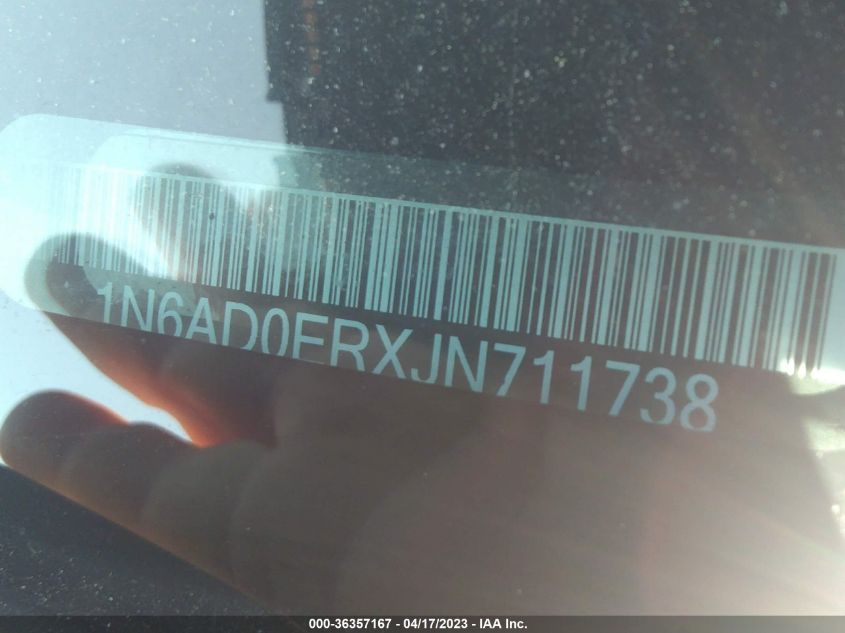 1N6AD0ERXJN711738
000-36357167 - 04/17/2023 - IAA Inc.